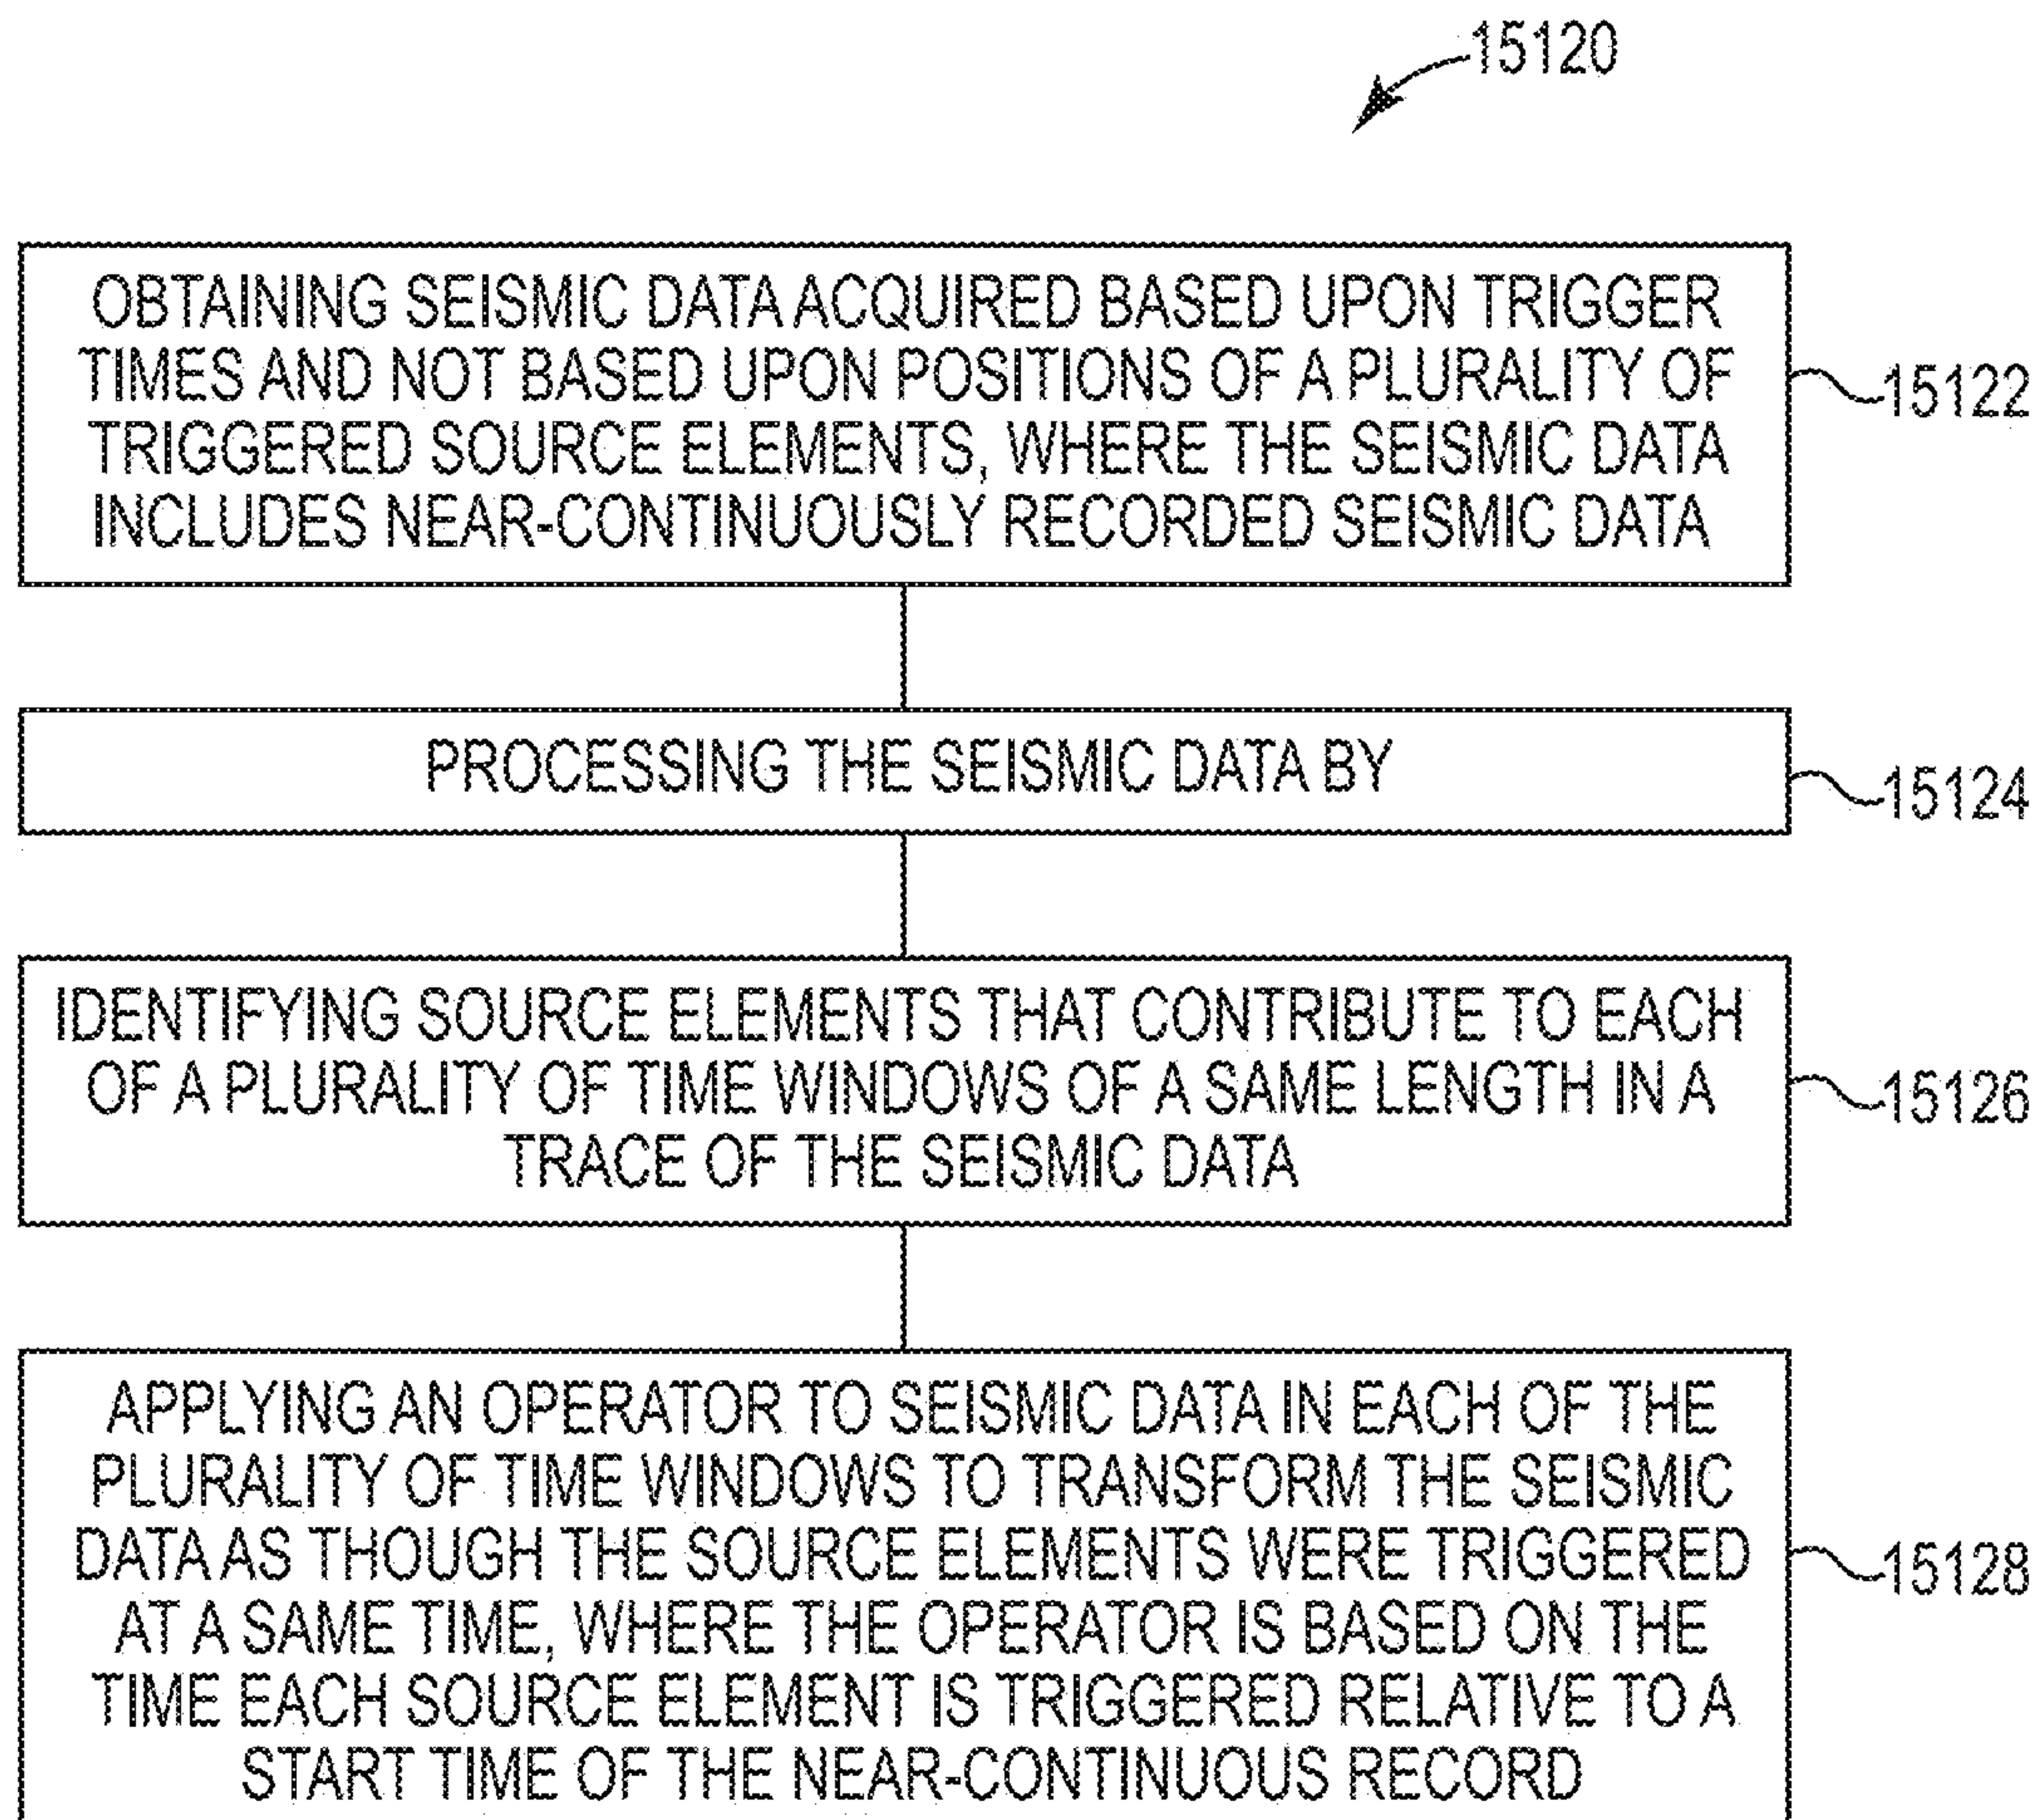 15120
OBTAINING SEISMIC DATA ACQUIRED BASED UPON TRIGGER
TIMES AND NOT BASED UPON POSITIONS OF A PLURALITY OF
TRIGGERED SOURCE ELEMENTS, WHERE THE SEISMIC DATA
INCLUDES NEAR-CONTINUOUSLY RECORDED SEISMIC DATA
15122
PROCESSING THE SEISMIC DATA BY
15124
IDENTIFYING SOURCE ELEMENTS THAT CONTRIBUTE TO EACH
OF A PLURALITY OF TIME WINDOWS OF A SAME LENGTH IN A
TRACE OF THE SEISMIC DATA
15126
APPLYING AN OPERATOR TO SEISMIC DATA IN EACH OF THE
PLURALITY OF TIME WINDOWS TO TRANSFORM THE SEISMIC
DATA AS THOUGH THE SOURCE ELEMENTS WERE TRIGGERED
AT A SAME TIME, WHERE THE OPERATOR IS BASED ON THE
TIME EACH SOURCE ELEMENT IS TRIGGERED RELATIVE TO A
START TIME OF THE NEAR-CONTINUOUS RECORD
15128